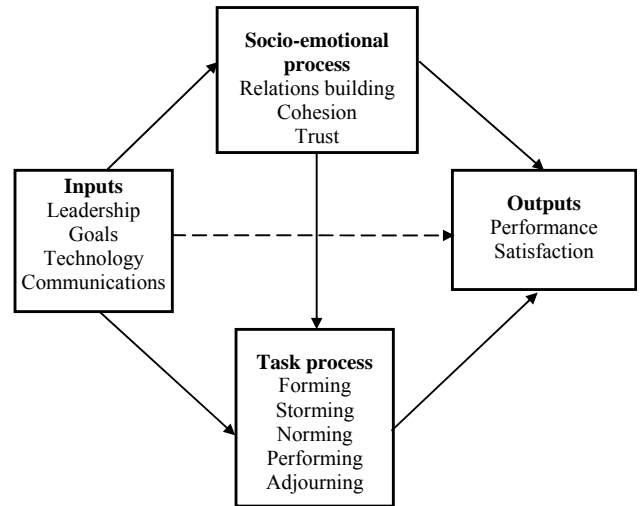 Socio-emotional
process
Relations building
Cohesion
Trust
Inputs
Leadership
Goals
Technology
Communications
Outputs
Performance
Satisfaction
Task process
Forming
Storming
Norming
Performing
Adjourning